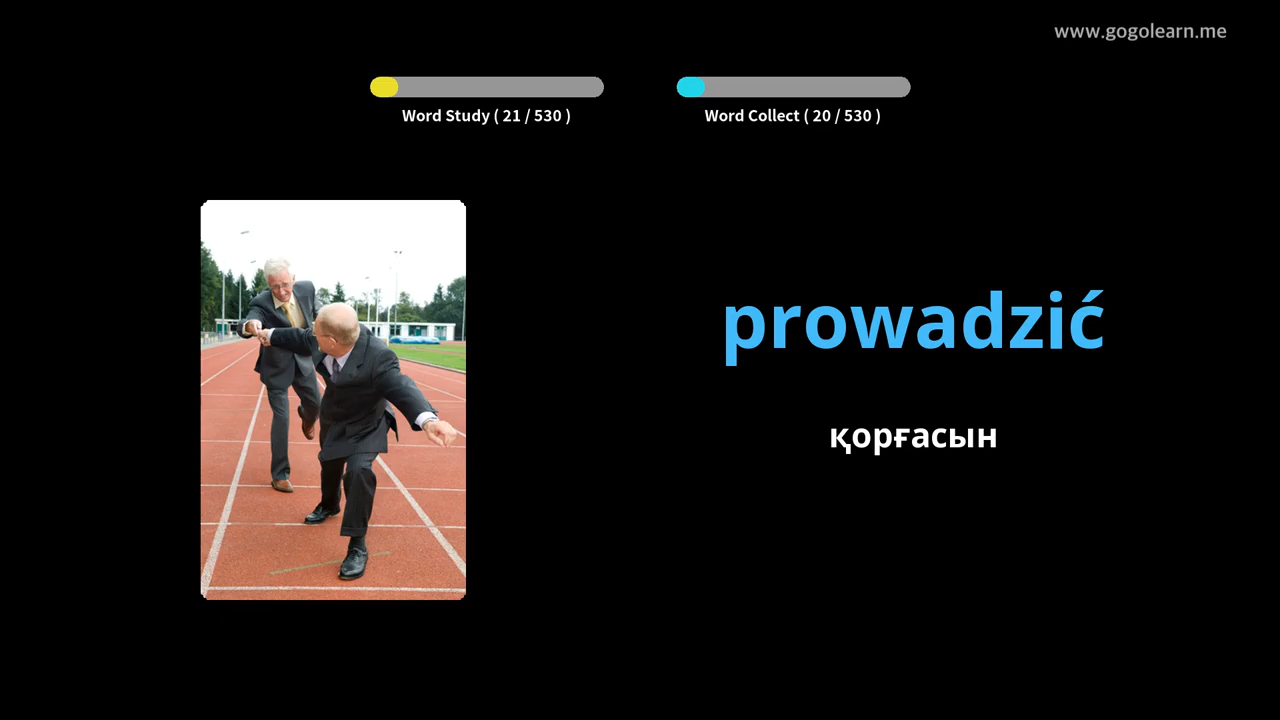 www.gogolearn.me
Word Study ( 21 / 530 )
Word Collect ( 20 / 530 )
prowadzić
қорғасын